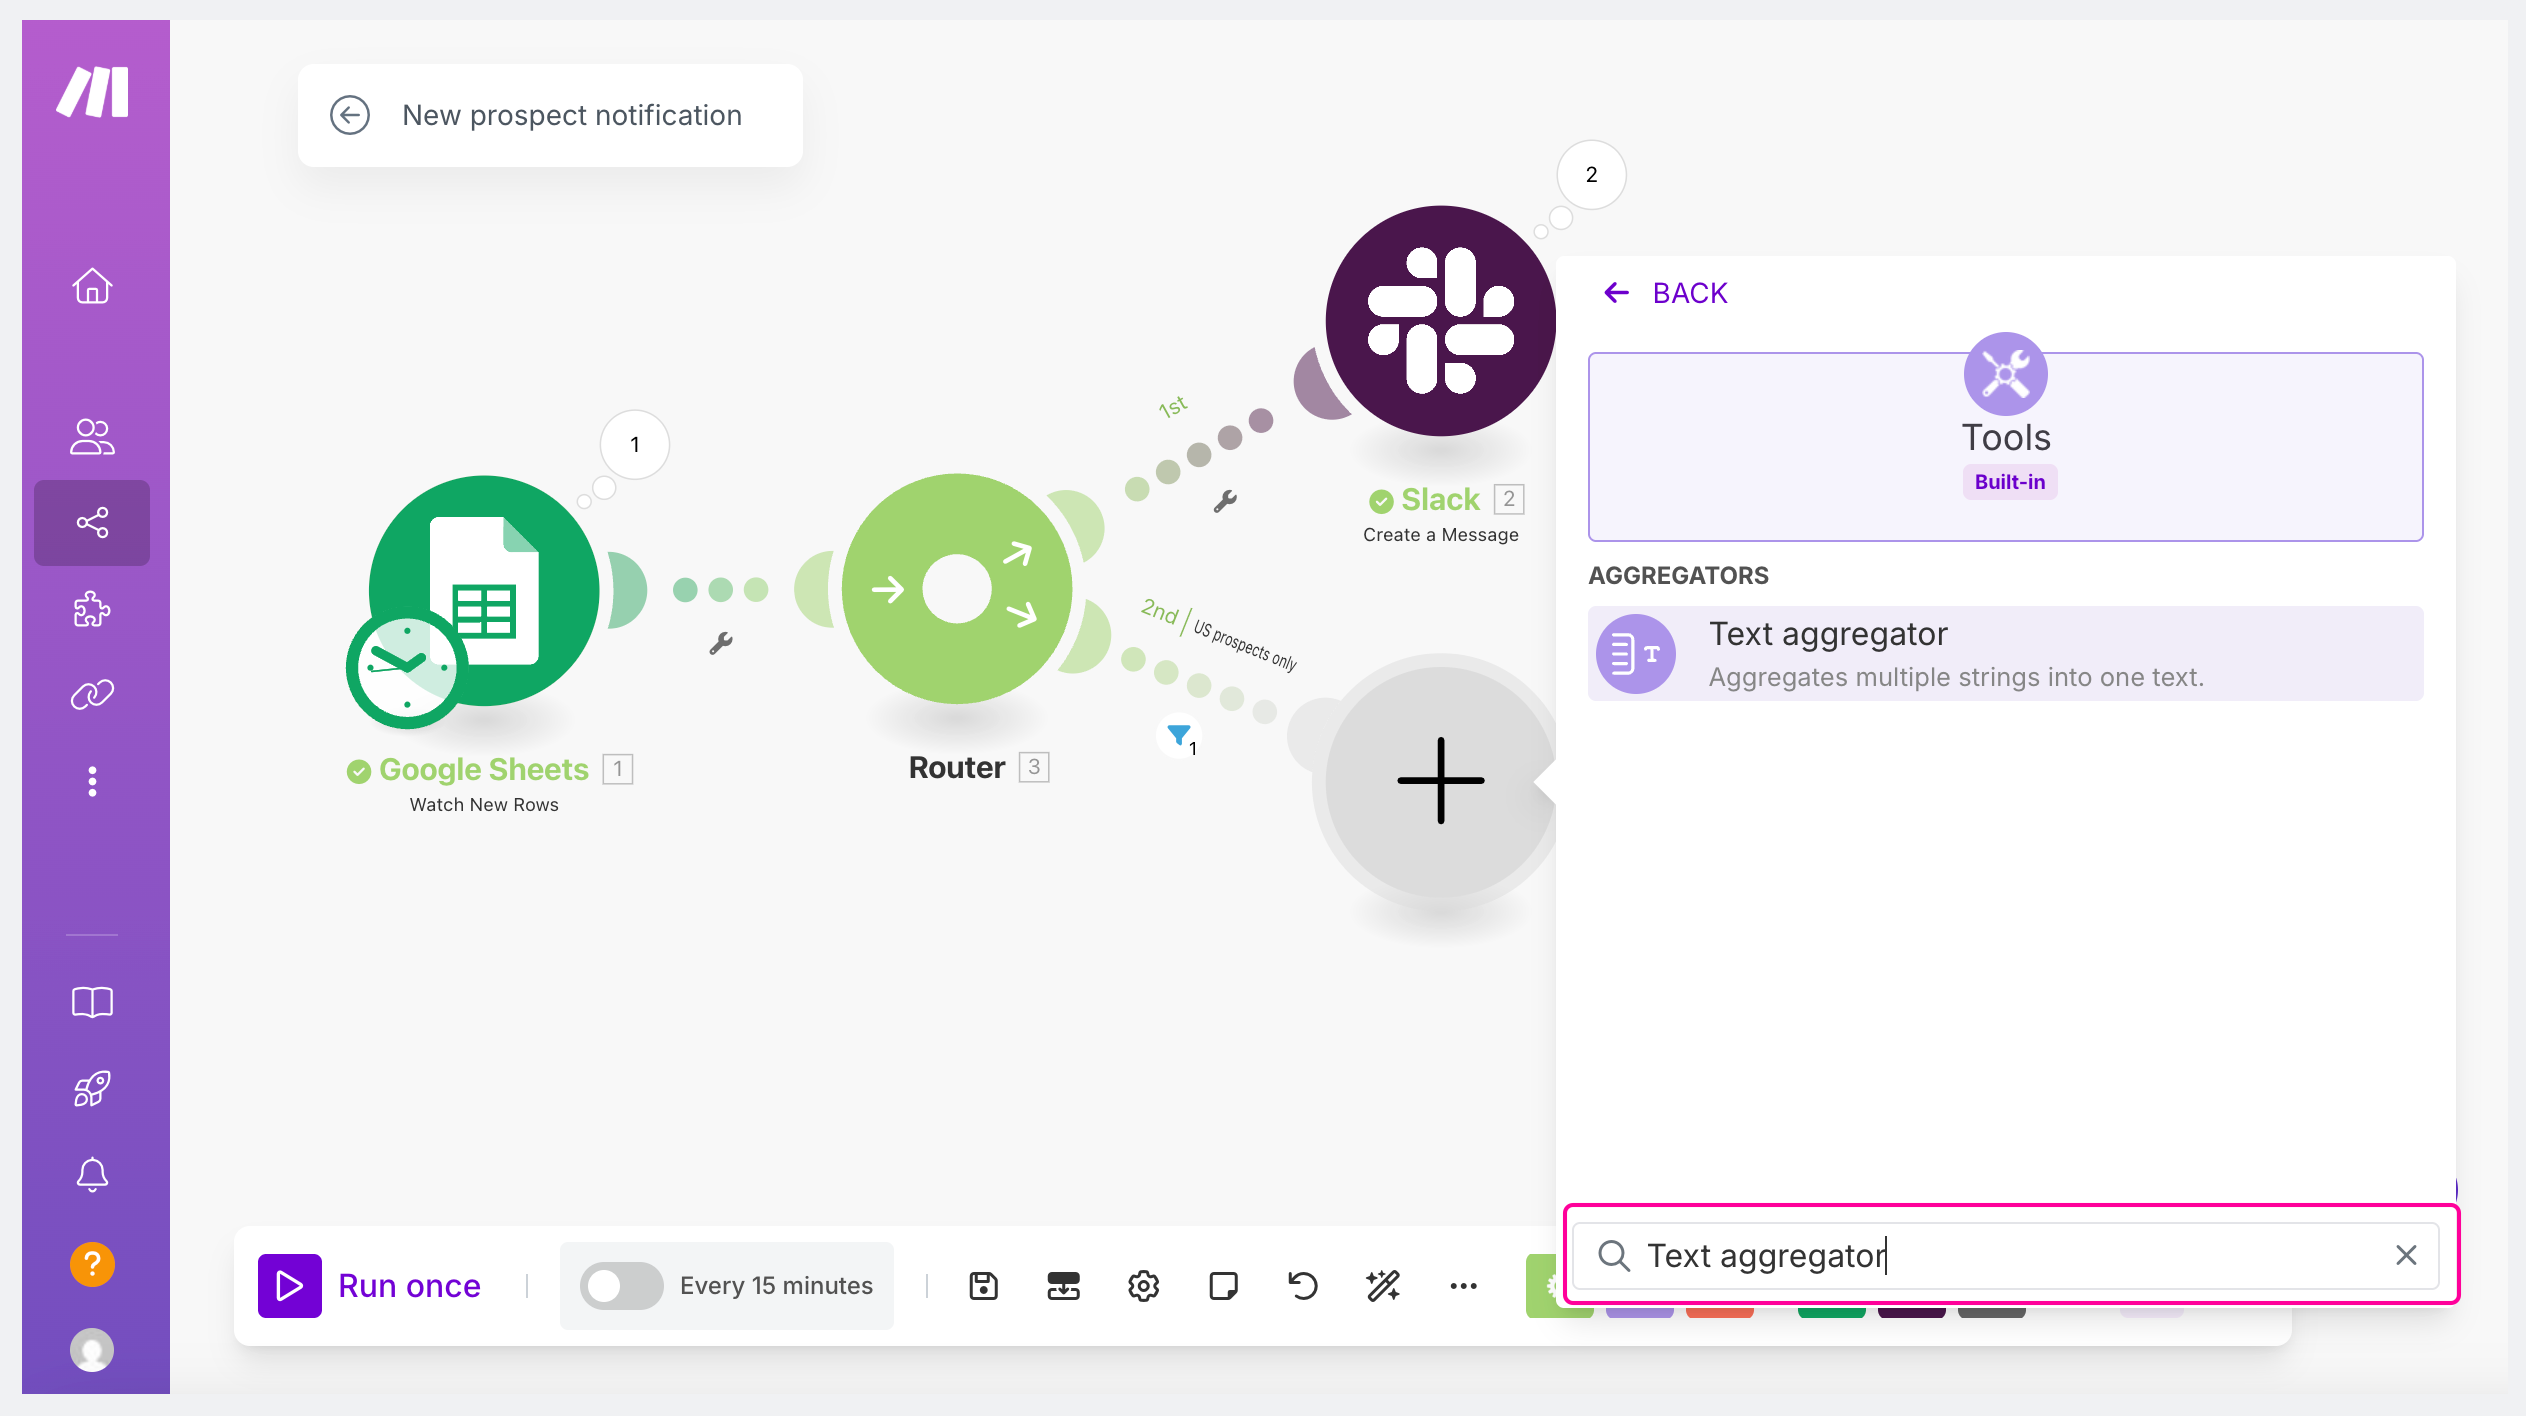 New prospect notification
2
BACK
Tools
Built-in
1st
1
Slack 2
Create a Message
AGGREGATORS
Text aggregator
Aggregates multiple strings into one text.
2nd | US prospects only
1
Google Sheets 1
Watch New Rows
Router 3
Text aggregator
Run once
Every 15 minutes
?